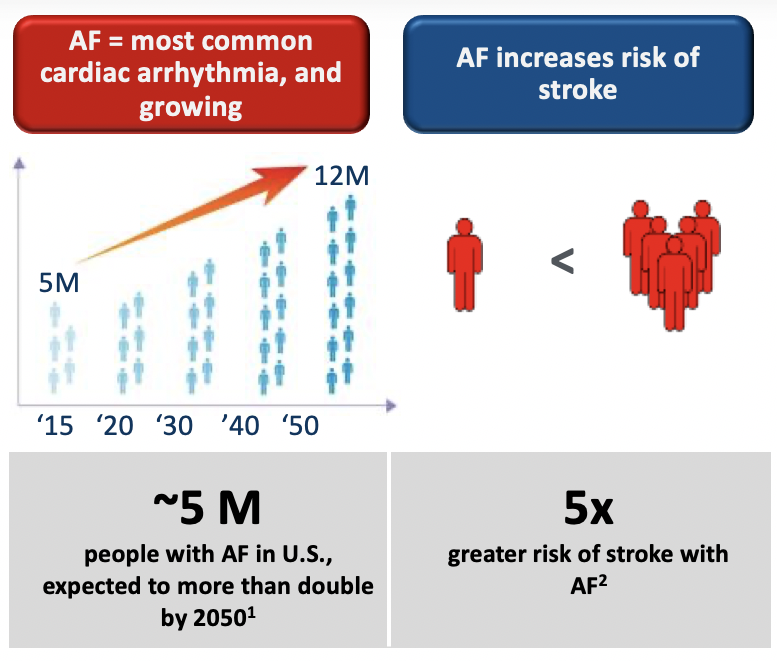 AF = most common
cardiac arrhythmia, and
growing
AF increases risk of
stroke
12M
5M
<
‘15 ‘20 ‘30 ’40 ‘50
~5 M
people with AF in U.S.,
expected to more than double
by 2050¹
5x
greater risk of stroke with
AF²